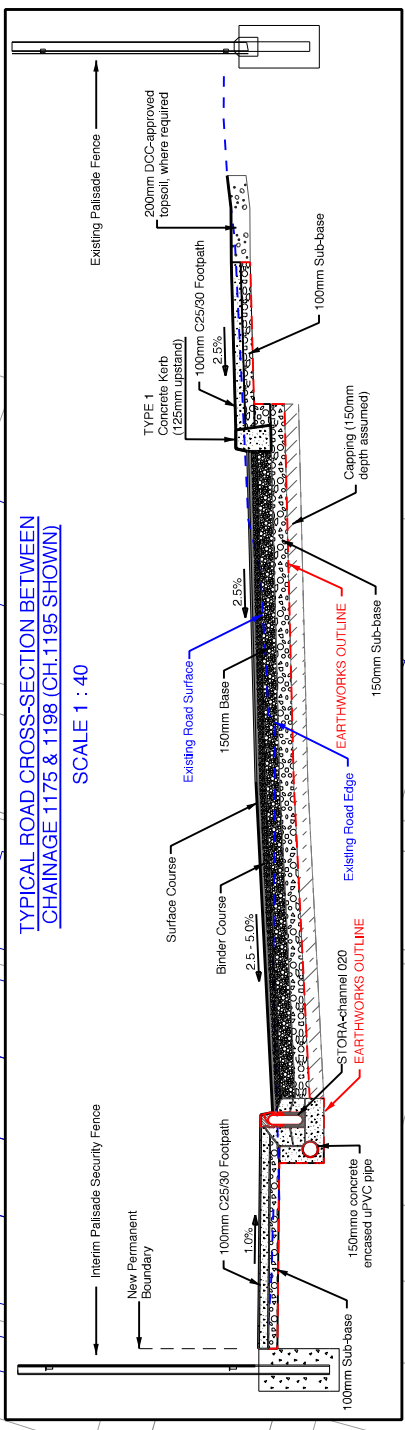 TYPICAL ROAD CROSS-SECTION BETWEEN
CHAINAGE 1175 & 1198 (CH.1195 SHOWN)
SCALE 1 : 40
Interim Palisade Security Fence
New Permanent
Boundary
100mm C25/30 Footpath
1.0%
100mm Sub-base
150mmø concrete
encased uPVC pipe
STORA-channel 020
EARTHWORKS OUTLINE
Surface Course
Binder Course
2.5 - 5.0%
Existing Road Surface
150mm Base
2.5%
Existing Road Edge
EARTHWORKS OUTLINE
150mm Sub-base
Capping (150mm
depth assumed)
TYPE 1
Concrete Kerb
(125mm upstand)
100mm C25/30 Footpath
2.5%
100mm Sub-base
200mm DCC-approved
topsoil, where required
Existing Palisade Fence